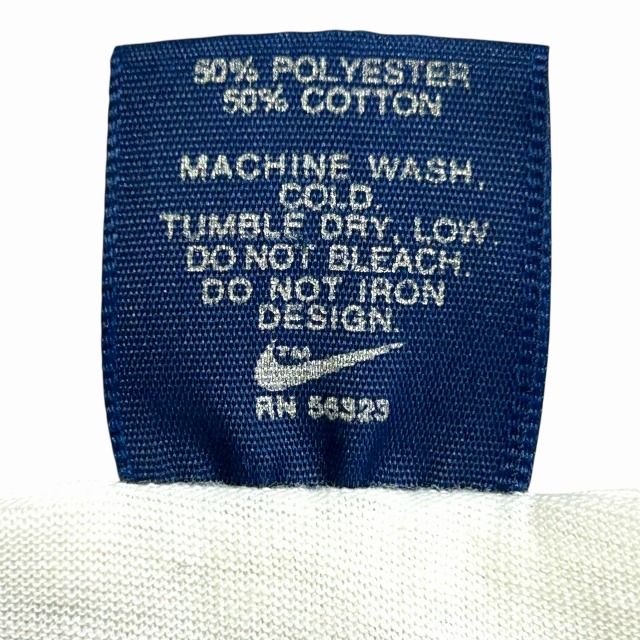 50% POLYESTER
50% COTTON
MACHINE WASH,
COLD.
TUMBLE DRY, LOW.
DO NOT BLEACH.
DO NOT IRON
DESIGN.
™
RN 56323